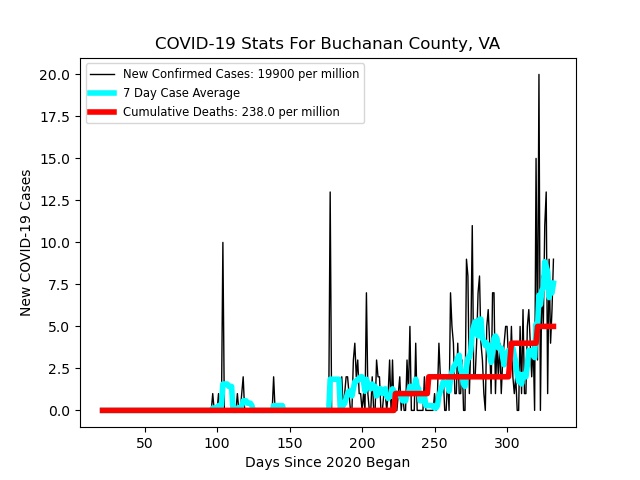 COVID-19 Stats For Buchanan County, VA
New Confirmed Cases: 19900 per million
7 Day Case Average
Cumulative Deaths: 238.0 per million
New COVID-19 Cases
20.0
17.5
15.0
12.5
10.0
7.5
5.0
2.5
0.0
50 100 150 200 250 300
Days Since 2020 Began